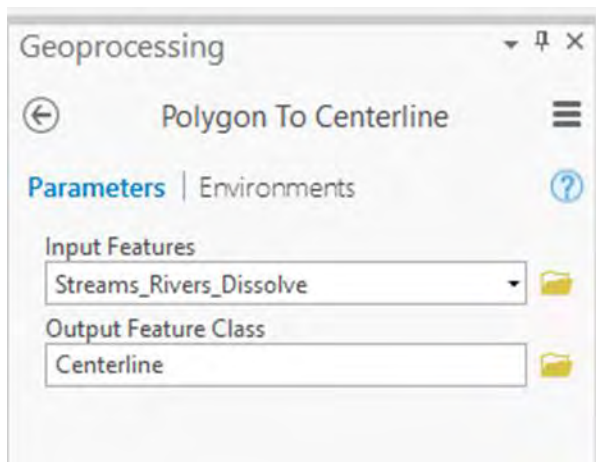 Geoprocessing
Polygon To Centerline
Parameters | Environments
Input Features
Streams_Rivers_Dissolve
Output Feature Class
Centerline